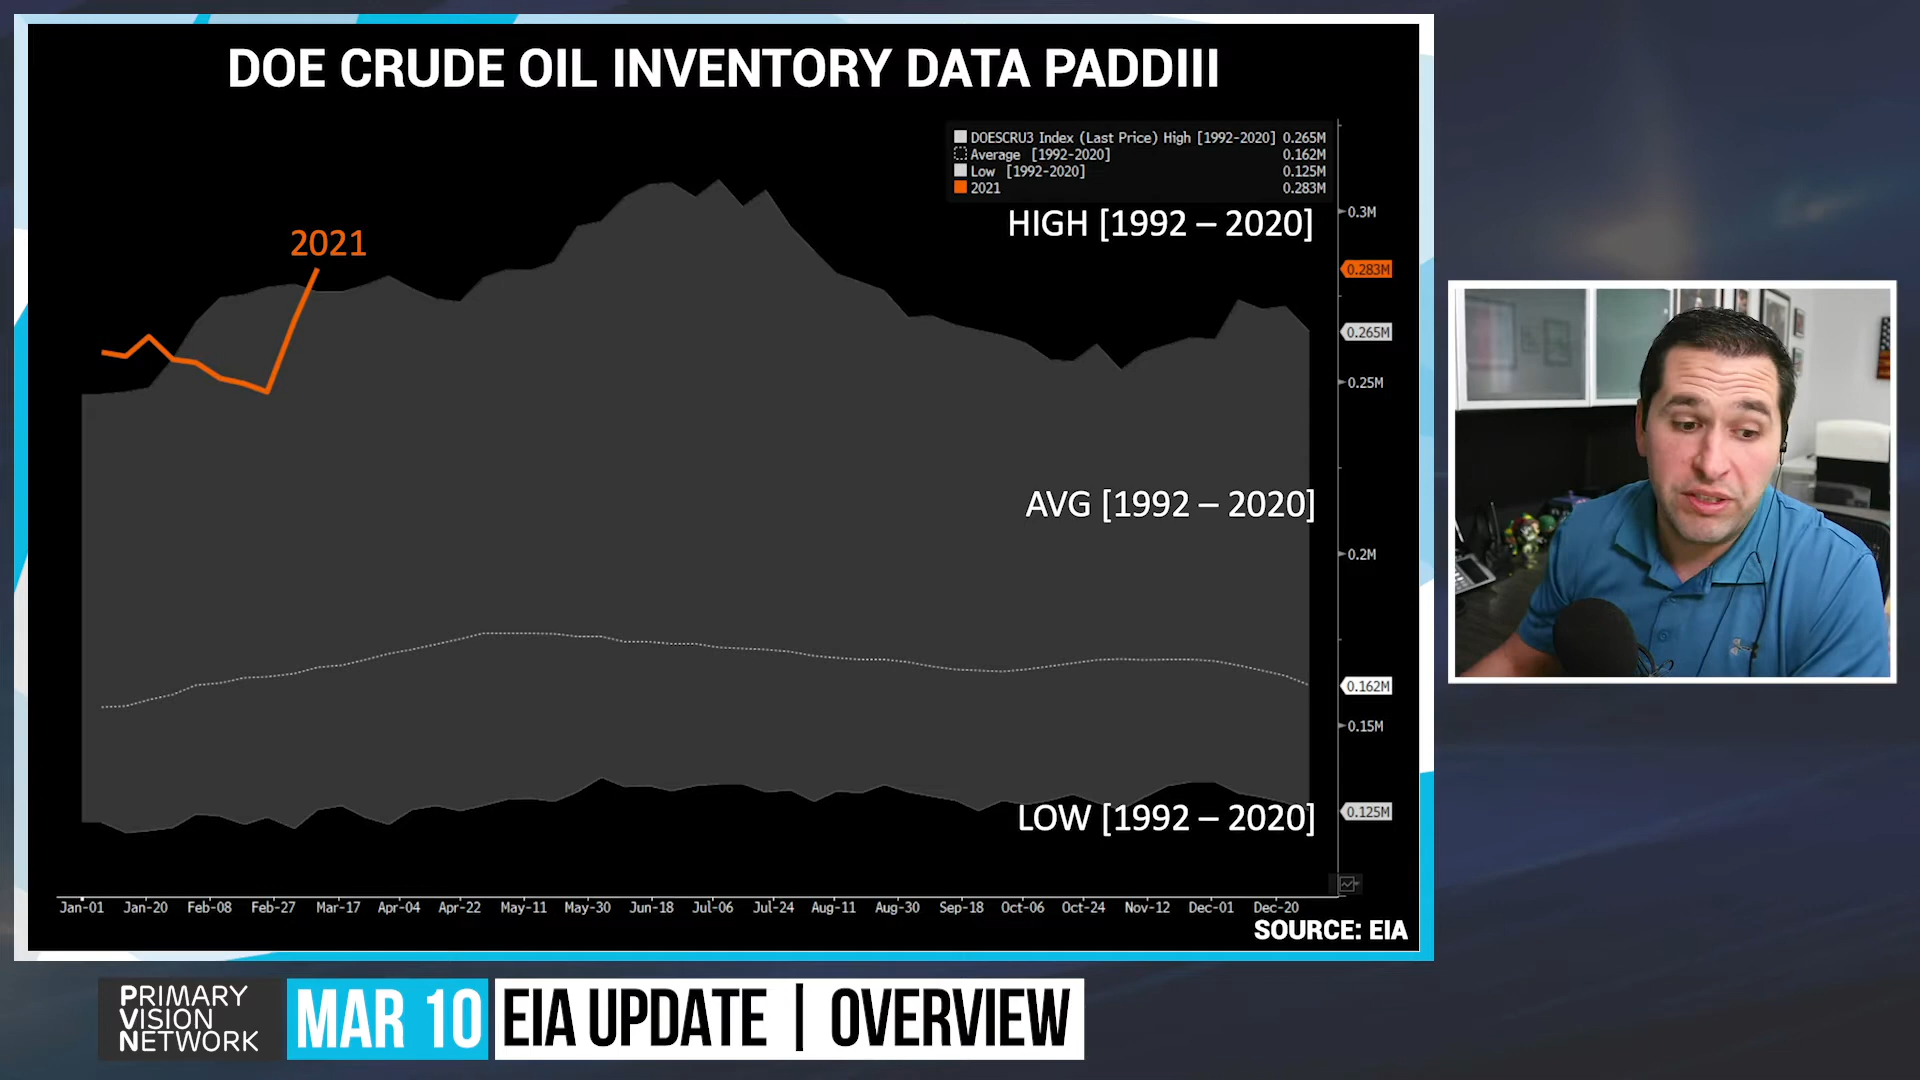 DOE CRUDE OIL INVENTORY DATA PADDIII
DOESCRU3 Index (Last Price) High [1992-2020] 0.265M
Average [1992-2020] 0.162M
Low [1992-2020] 0.125M
2021 0.283M
HIGH [1992 – 2020]
2021
AVG [1992 – 2020]
LOW [1992 – 2020]
0.3M
0.283M
0.265M
0.25M
0.2M
0.162M
0.15M
0.125M
Jan-01 Jan-20 Feb-08 Feb-27 Mar-17 Apr-04 Apr-22 May-11 May-30 Jun-18 Jul-06 Jul-24 Aug-11 Aug-30 Sep-18 Oct-06 Oct-24 Nov-12 Dec-01 Dec-20
SOURCE: EIA
PRIMARY
VISION
NETWORK
MAR 10
EIA UPDATE | OVERVIEW